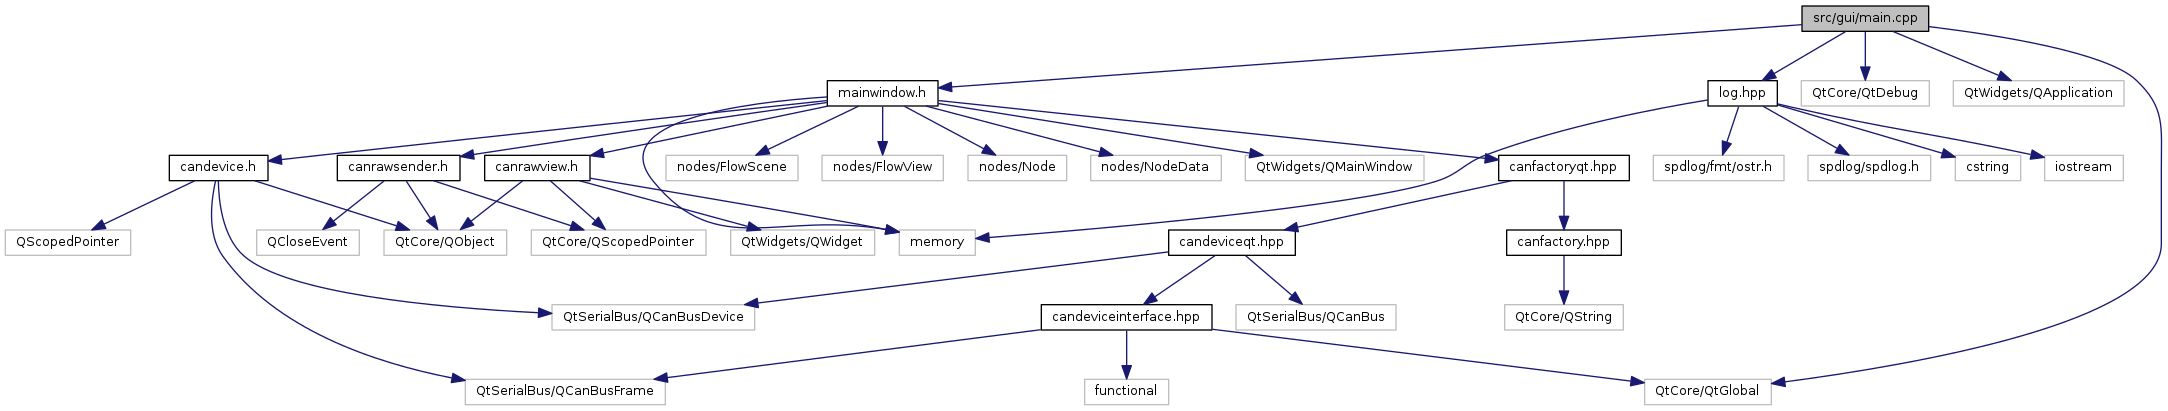 src/gui/main.cpp
mainwindow.h
log.hpp
QtCore/QtDebug
QtWidgets/QApplication
candevice.h
canrawsender.h
canrawview.h
nodes/FlowScene
nodes/FlowView
nodes/Node
nodes/NodeData
QtWidgets/QMainWindow
canfactoryqt.hpp
spdlog/fmt/ostr.h
spdlog/spdlog.h
cstring
iostream
QScopedPointer
QCloseEvent
QtCore/QObject
QtCore/QScopedPointer
QtWidgets/QWidget
memory
candeviceqt.hpp
canfactory.hpp
QtSerialBus/QCanBusDevice
candeviceinterface.hpp
QtSerialBus/QCanBus
QtCore/QString
QtSerialBus/QCanBusFrame
functional
QtCore/QtGlobal